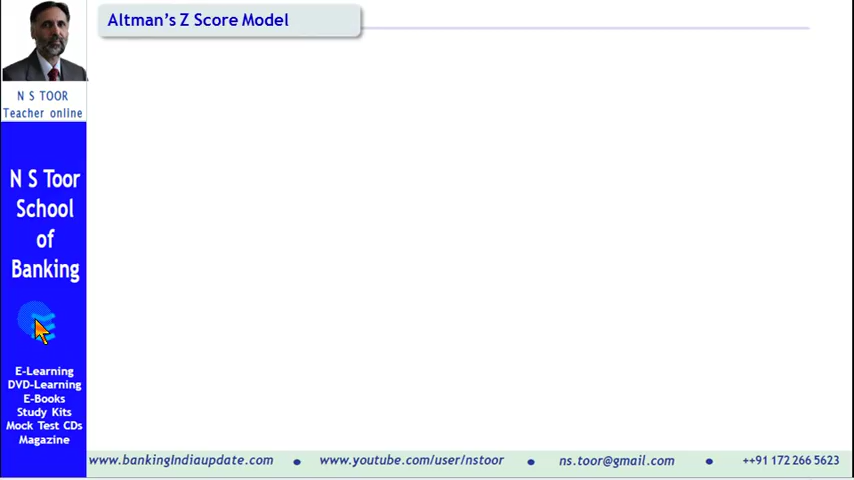 Altman's Z Score Model
N S TOOR
Teacher online
N S Toor
School
of
Banking
E-Learning
DVD-Learning
E-Books
Study Kits
Mock Test CDs
Magazine
www.bankingIndiaupdate.com • www.youtube.com/user/nstoor • ns.toor@gmail.com • ++91 172 266 5623